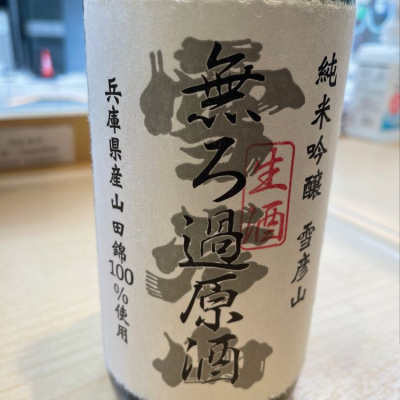 純米吟醸 雪彦山
生酒
無ろ過原酒
兵庫県産山田錦100%使用